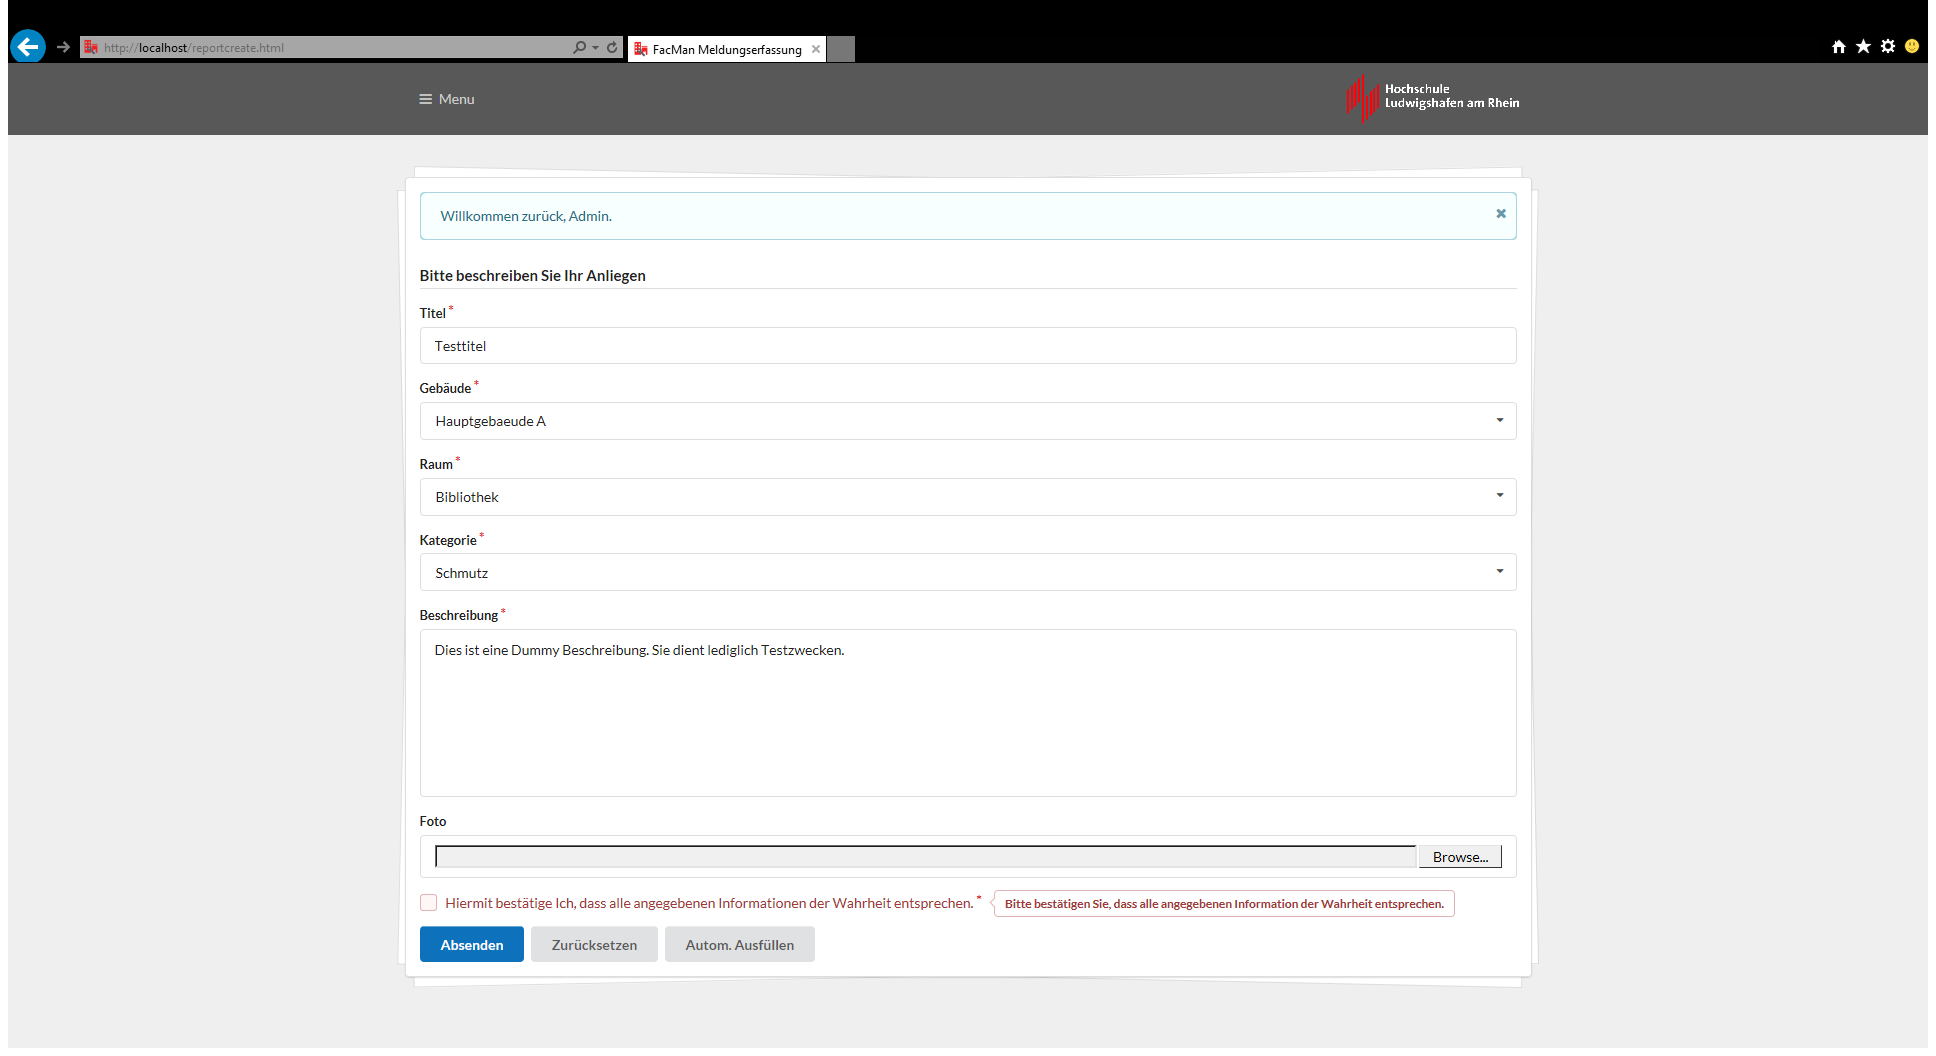 http://localhost/reportcreate.html
FacMan Meldungserfassung
Menu
Hochschule
Ludwigshafen am Rhein
Willkommen zurück, Admin.
Bitte beschreiben Sie Ihr Anliegen
Titel *
Testtitel
Gebäude *
Hauptgebaeude A
Raum *
Bibliothek
Kategorie *
Schmutz
Beschreibung *
Dies ist eine Dummy Beschreibung. Sie dient lediglich Testzwecken.
Foto
Browse...
Hiermit bestätige Ich, dass alle angegebenen Informationen der Wahrheit entsprechen. * Bitte bestätigen Sie, dass alle angegebenen Information der Wahrheit entsprechen.
Absenden Zurücksetzen Autom. Ausfüllen